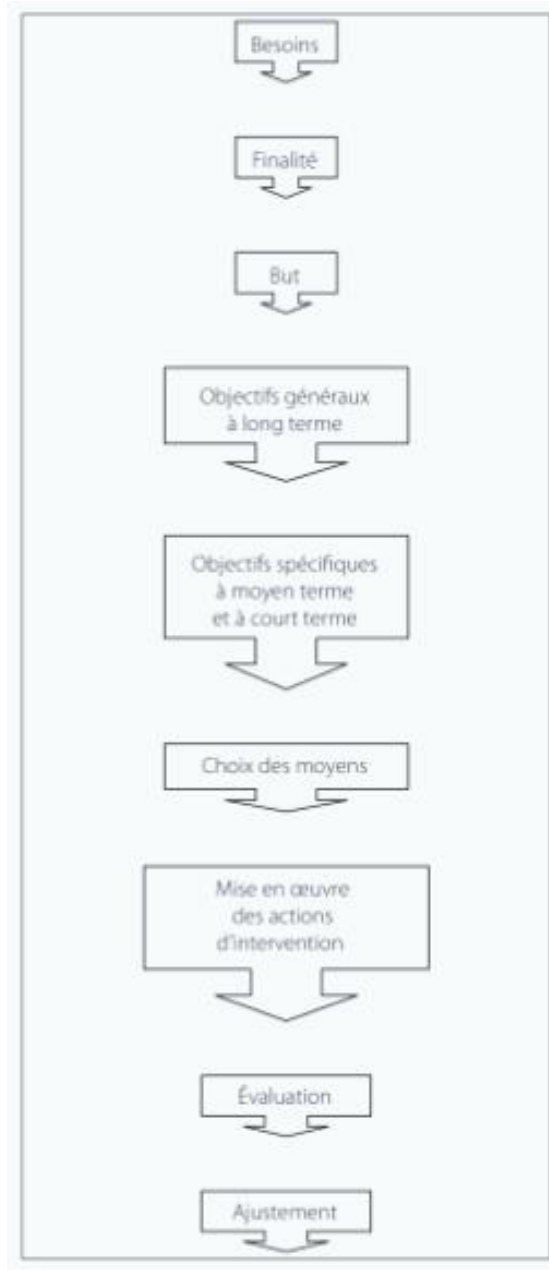 Besoins
Finalité
But
Objectifs généraux
à long terme
Objectifs spécifiques
à moyen terme
et à court terme
Choix des moyens
Mise en œuvre
des actions
d'intervention
Évaluation
Ajustement